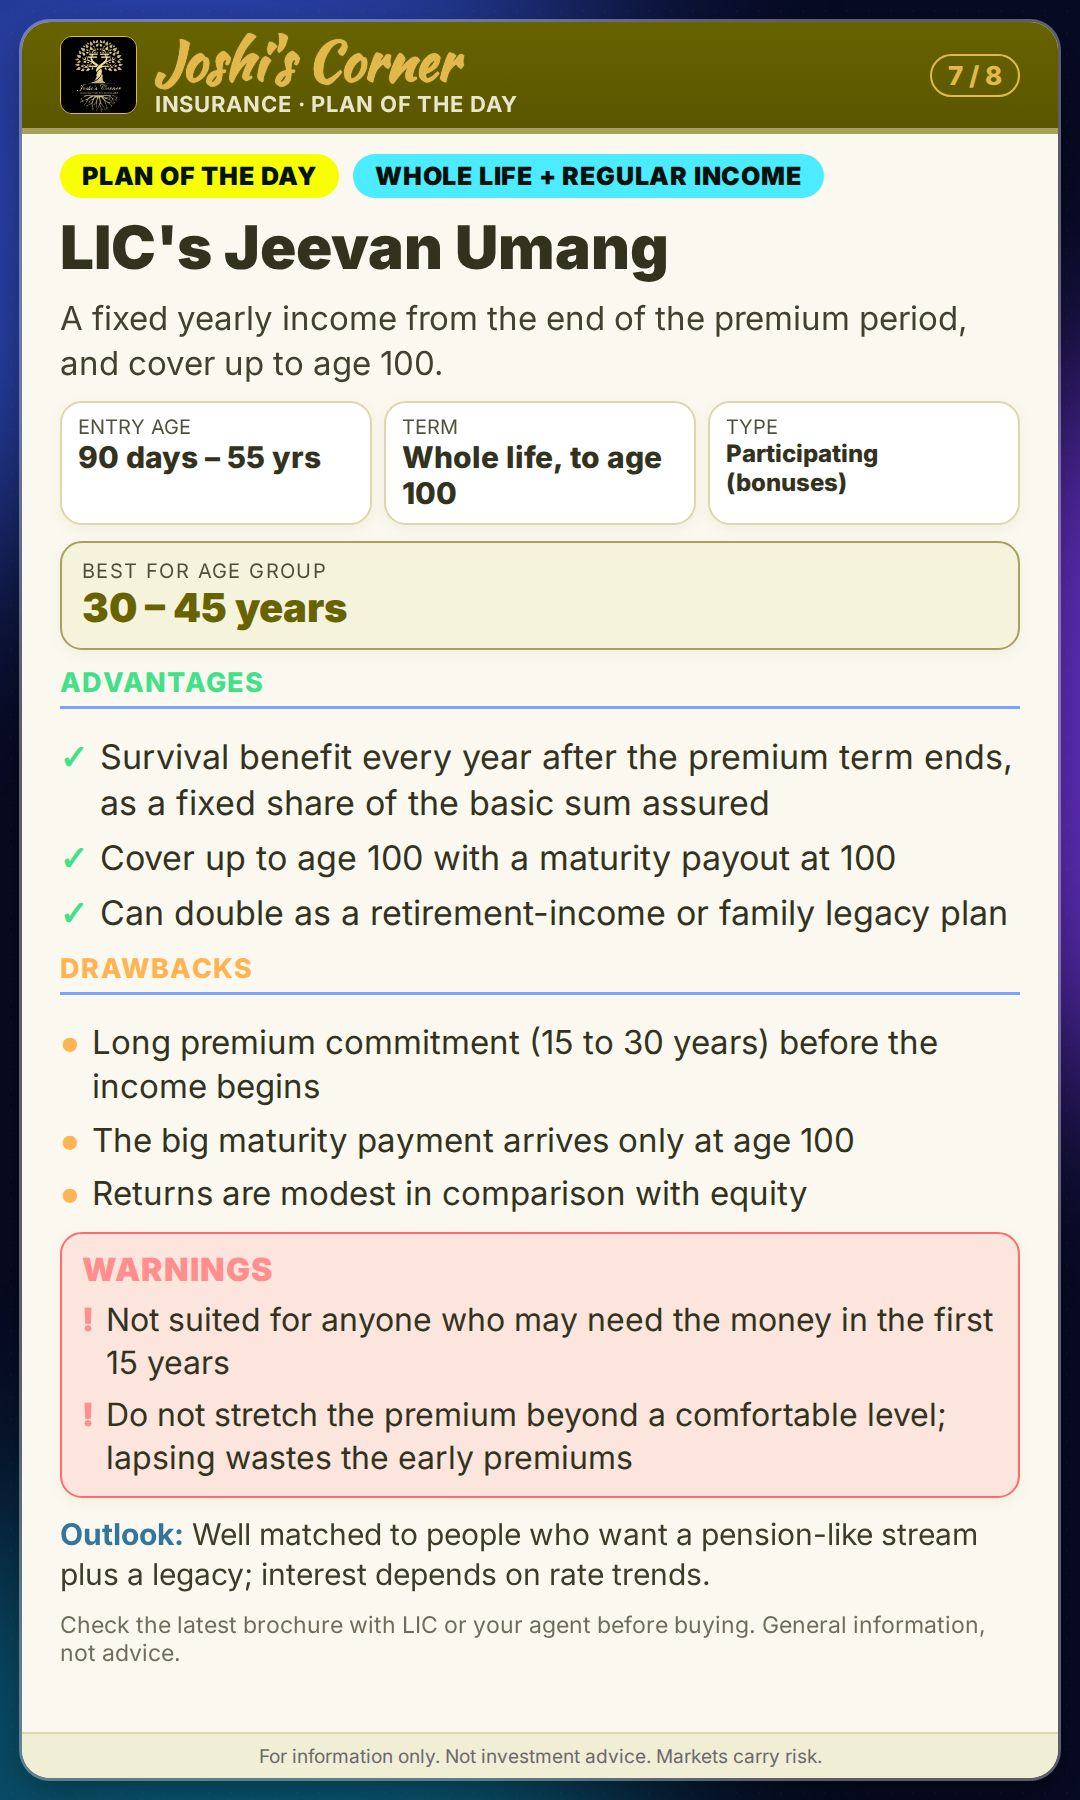 Joshi's Corner
Joshi's Corner
INSURANCE · PLAN OF THE DAY
7 / 8
PLAN OF THE DAY
WHOLE LIFE + REGULAR INCOME
LIC's Jeevan Umang
A fixed yearly income from the end of the premium period,
and cover up to age 100.
ENTRY AGE
90 days – 55 yrs
TERM
Whole life, to age
100
TYPE
Participating
(bonuses)
BEST FOR AGE GROUP
30 – 45 years
ADVANTAGES
✓ Survival benefit every year after the premium term ends,
as a fixed share of the basic sum assured
✓ Cover up to age 100 with a maturity payout at 100
✓ Can double as a retirement-income or family legacy plan
DRAWBACKS
● Long premium commitment (15 to 30 years) before the
income begins
● The big maturity payment arrives only at age 100
● Returns are modest in comparison with equity
WARNINGS
! Not suited for anyone who may need the money in the first
15 years
! Do not stretch the premium beyond a comfortable level;
lapsing wastes the early premiums
Outlook: Well matched to people who want a pension-like stream
plus a legacy; interest depends on rate trends.
Check the latest brochure with LIC or your agent before buying. General information,
not advice.
For information only. Not investment advice. Markets carry risk.